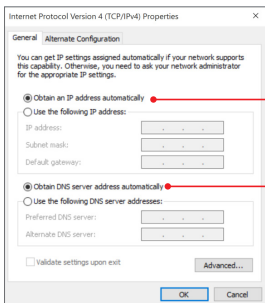 Internet Protocol Version 4 (TCP/IPv4) Properties
General Alternate Configuration
You can get IP settings assigned automatically if your network supports
this capability. Otherwise, you need to ask your network administrator
for the appropriate IP settings.
Obtain an IP address automatically
Use the following IP address:
IP address:
Subnet mask:
Default gateway:
Obtain DNS server address automatically
Use the following DNS server addresses:
Preferred DNS server:
Alternate DNS server:
Validate settings upon exit
Advanced...
OK Cancel